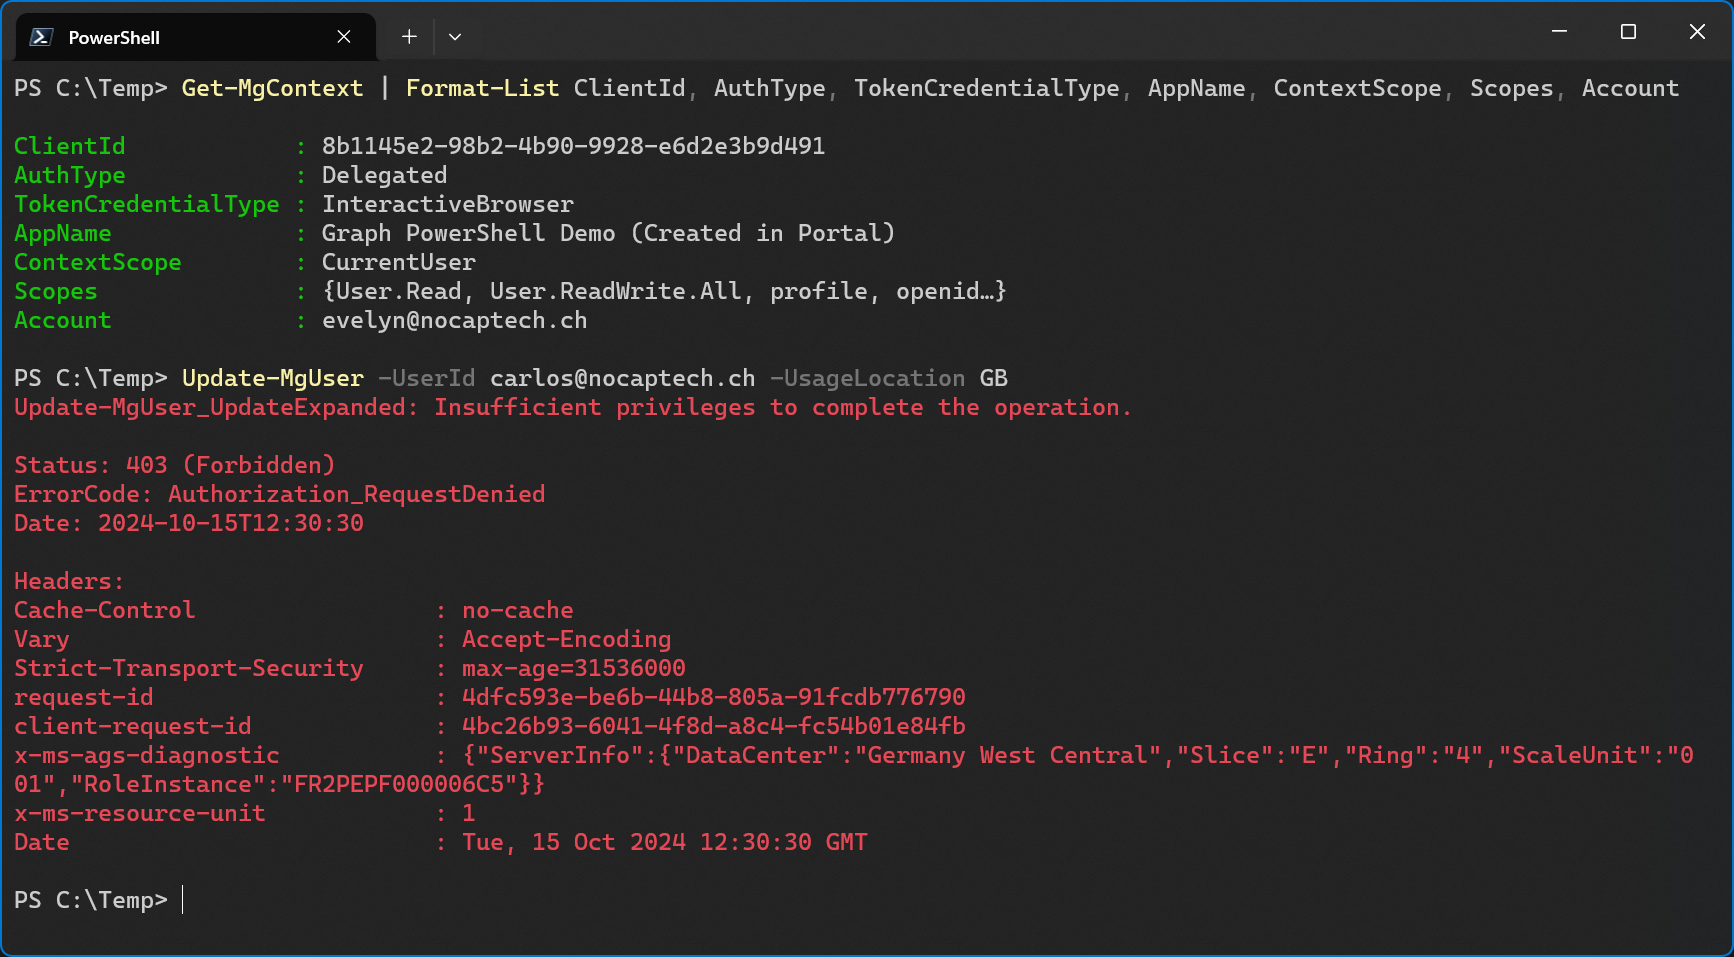 PowerShell
PS C:\Temp> Get-MgContext | Format-List ClientId, AuthType, TokenCredentialType, AppName, ContextScope, Scopes, Account
ClientId : 8b1145e2-98b2-4b90-9928-e6d2e3b9d491
AuthType : Delegated
TokenCredentialType : InteractiveBrowser
AppName : Graph PowerShell Demo (Created in Portal)
ContextScope : CurrentUser
Scopes : {User.Read, User.ReadWrite.All, profile, openid…}
Account : evelyn@nocaptech.ch
PS C:\Temp> Update-MgUser -UserId carlos@nocaptech.ch -UsageLocation GB
Update-MgUser_UpdateExpanded: Insufficient privileges to complete the operation.
Status: 403 (Forbidden)
ErrorCode: Authorization_RequestDenied
Date: 2024-10-15T12:30:30
Headers:
Cache-Control : no-cache
Vary : Accept-Encoding
Strict-Transport-Security : max-age=31536000
request-id : 4dfc593e-be6b-44b8-805a-91fcdb776790
client-request-id : 4bc26b93-6041-4f8d-a8c4-fc54b01e84fb
x-ms-ags-diagnostic : {"ServerInfo":{"DataCenter":"Germany West Central","Slice":"E","Ring":"4","ScaleUnit":"0
01","RoleInstance":"FR2PEPF000006C5"}}
x-ms-resource-unit : 1
Date : Tue, 15 Oct 2024 12:30:30 GMT
PS C:\Temp>